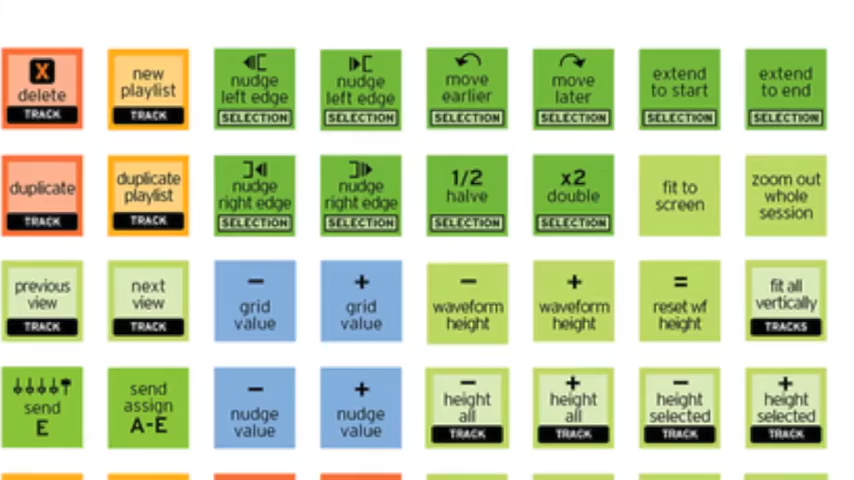 X
delete
TRACK
new
playlist
TRACK
nudge
left edge
SELECTION
nudge
left edge
SELECTION
move
earlier
SELECTION
move
later
SELECTION
extend
to start
SELECTION
extend
to end
SELECTION
duplicate
TRACK
duplicate
playlist
TRACK
nudge
right edge
SELECTION
nudge
right edge
SELECTION
1/2
halve
SELECTION
x2
double
SELECTION
fit to
screen
zoom out
whole
session
previous
view
TRACK
next
view
TRACK
–
grid
value
+
grid
value
–
waveform
height
+
waveform
height
=
reset wf
height
fit all
vertically
TRACKS
send
E
send
assign
A-E
–
nudge
value
+
nudge
value
–
height
all
TRACK
+
height
all
TRACK
–
height
selected
TRACK
+
height
selected
TRACK